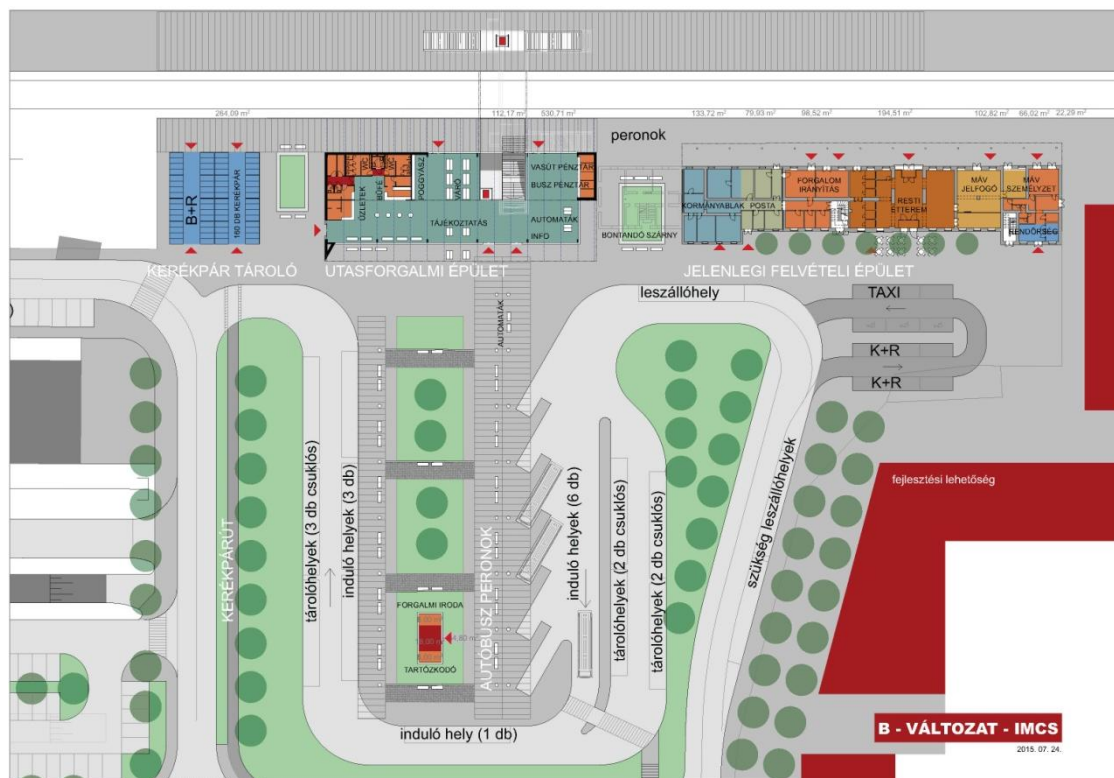 264,09 m²
112,17 m²
530,71 m²
133,72 m²
79,93 m²
98,52 m²
194,51 m²
102,82 m²
66,02 m²
22,29 m²
peronok
B+R
160 DB KERÉKPÁR
ÜZLETEK
BÜFÉ
POGGYÁSZ
VÁRÓ
TÁJÉKOZTATÁS
VASÚT PÉNZTÁR
BUSZ PÉNZTÁR
AUTOMATÁK
INFO
BONTANDÓ SZÁRNY
KORMÁNYABLAK
POSTA
FORGALOM
IRÁNYÍTÁS
RESTI
ÉTTEREM
MÁV
JELFOGÓ
MÁV
SZEMÉLYZET
RENDŐRSÉG
KERÉKPÁR TÁROLÓ
UTASFORGALMI ÉPÜLET
JELENLEGI FELVÉTELI ÉPÜLET
leszállóhely
TAXI
K+R
K+R
AUTOMATÁK
KERÉKPÁRÚT
tárolóhelyek (3 db csuklós)
induló helyek (3 db)
AUTÓBUSZ PERONOK
induló helyek (6 db)
tárolóhelyek (2 db csuklós)
tárolóhelyek (2 db csuklós)
szükség leszállóhelyek
fejlesztési lehetőség
FORGALMI IRODA
TARTÓZKODÓ
induló hely (1 db)
B - VÁLTOZAT - IMCS
2015. 07. 24.